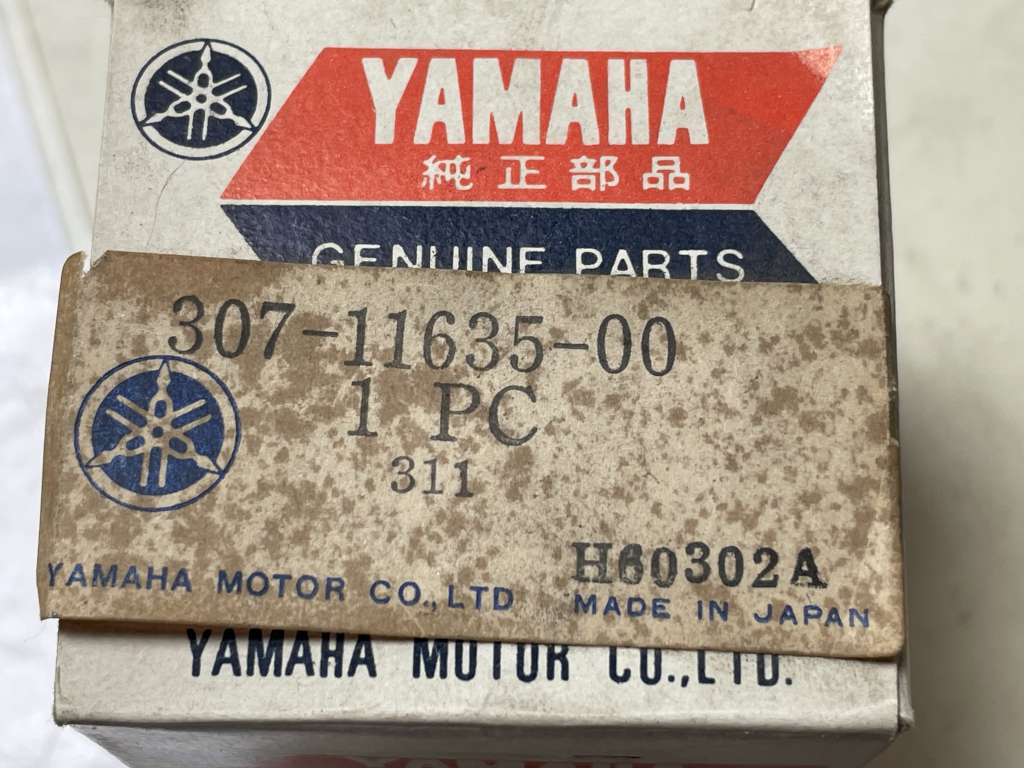 YAMAHA
純正部品
GENUINE PARTS
307-11635-00
1 PC
311
H60302A
YAMAHA MOTOR CO.,LTD MADE IN JAPAN
YAMAHA MOTOR CO.,LTD.